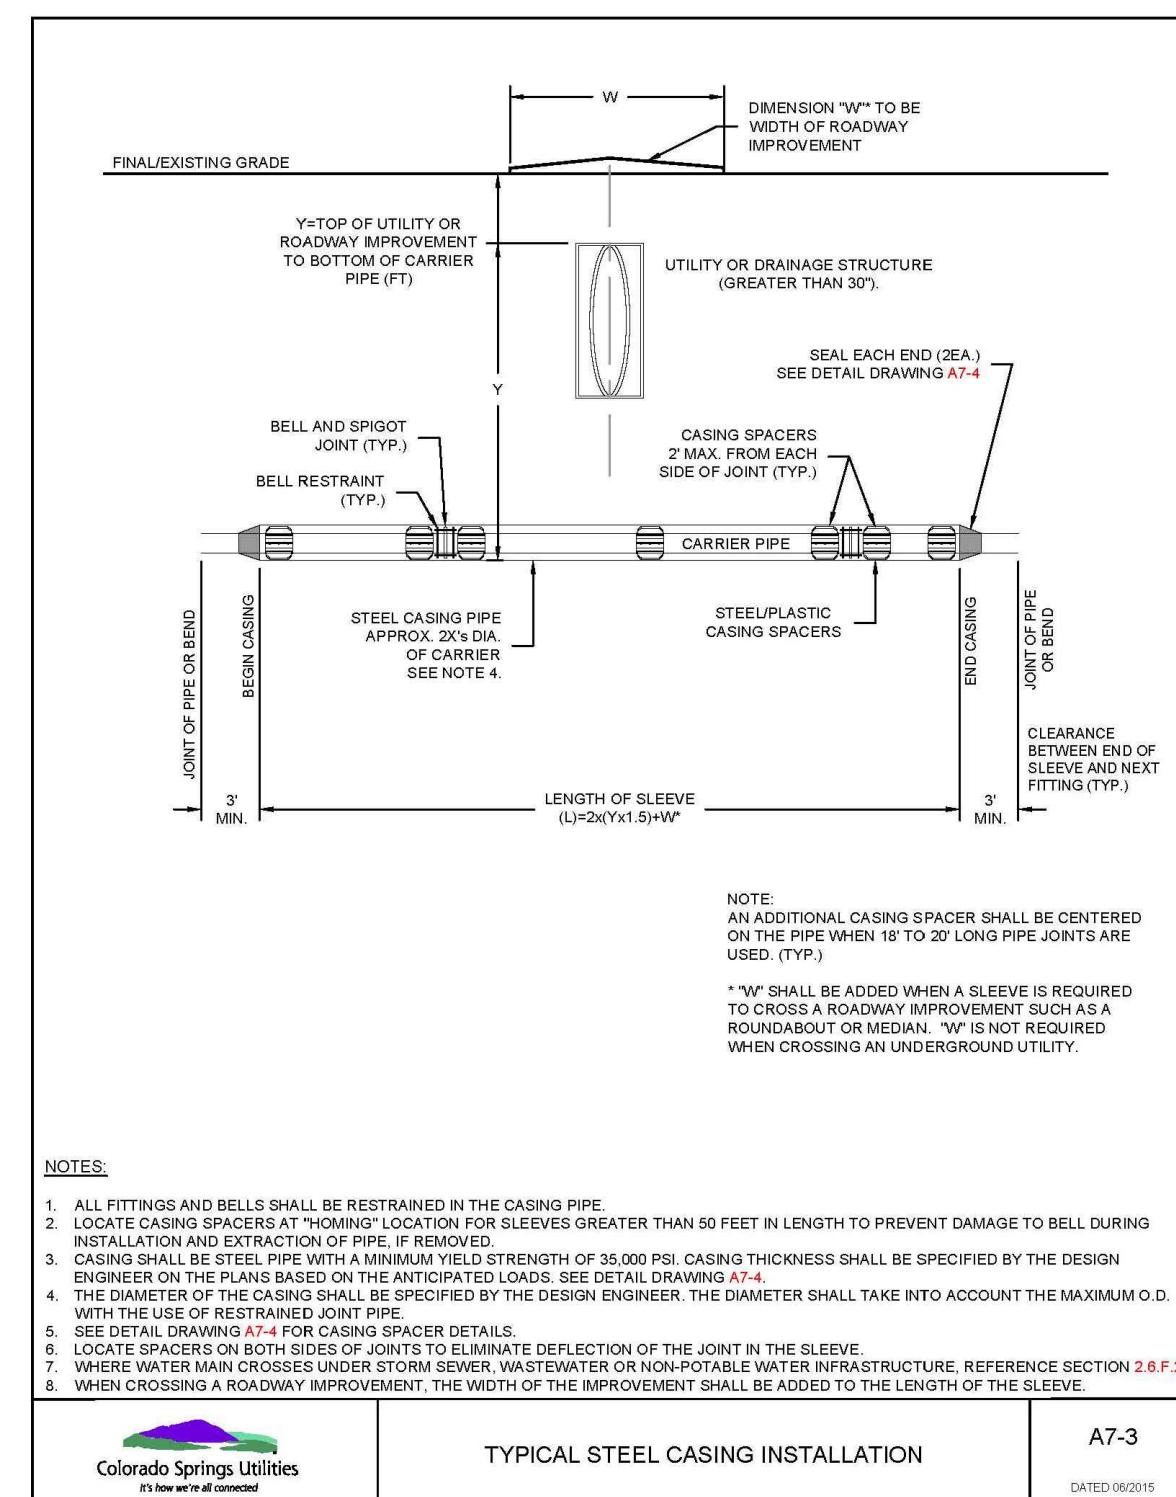 W
DIMENSION "W"* TO BE
WIDTH OF ROADWAY
IMPROVEMENT
FINAL/EXISTING GRADE
Y=TOP OF UTILITY OR
ROADWAY IMPROVEMENT
TO BOTTOM OF CARRIER
PIPE (FT)
UTILITY OR DRAINAGE STRUCTURE
(GREATER THAN 30").
SEAL EACH END (2EA.)
SEE DETAIL DRAWING A7-4
Y
BELL AND SPIGOT
JOINT (TYP.)
CASING SPACERS
2' MAX. FROM EACH
SIDE OF JOINT (TYP.)
BELL RESTRAINT
(TYP.)
CARRIER PIPE
JOINT OF PIPE OR BEND
BEGIN CASING
STEEL CASING PIPE
APPROX. 2X's DIA.
OF CARRIER
SEE NOTE 4.
STEEL/PLASTIC
CASING SPACERS
END CASING
JOINT OF PIPE
OR BEND
CLEARANCE
BETWEEN END OF
SLEEVE AND NEXT
FITTING (TYP.)
3'
MIN.
LENGTH OF SLEEVE
(L)=2x(Yx1.5)+W*
3'
MIN.
NOTE:
AN ADDITIONAL CASING SPACER SHALL BE CENTERED
ON THE PIPE WHEN 18' TO 20' LONG PIPE JOINTS ARE
USED. (TYP.)
* "W" SHALL BE ADDED WHEN A SLEEVE IS REQUIRED
TO CROSS A ROADWAY IMPROVEMENT SUCH AS A
ROUNDABOUT OR MEDIAN. "W" IS NOT REQUIRED
WHEN CROSSING AN UNDERGROUND UTILITY.
NOTES:
1. ALL FITTINGS AND BELLS SHALL BE RESTRAINED IN THE CASING PIPE.
2. LOCATE CASING SPACERS AT "HOMING" LOCATION FOR SLEEVES GREATER THAN 50 FEET IN LENGTH TO PREVENT DAMAGE TO BELL DURING
INSTALLATION AND EXTRACTION OF PIPE, IF REMOVED.
3. CASING SHALL BE STEEL PIPE WITH A MINIMUM YIELD STRENGTH OF 35,000 PSI. CASING THICKNESS SHALL BE SPECIFIED BY THE DESIGN
ENGINEER ON THE PLANS BASED ON THE ANTICIPATED LOADS. SEE DETAIL DRAWING A7-4.
4. THE DIAMETER OF THE CASING SHALL BE SPECIFIED BY THE DESIGN ENGINEER. THE DIAMETER SHALL TAKE INTO ACCOUNT THE MAXIMUM O.D.
WITH THE USE OF RESTRAINED JOINT PIPE.
5. SEE DETAIL DRAWING A7-4 FOR CASING SPACER DETAILS.
6. LOCATE SPACERS ON BOTH SIDES OF JOINTS TO ELIMINATE DEFLECTION OF THE JOINT IN THE SLEEVE.
7. WHERE WATER MAIN CROSSES UNDER STORM SEWER, WASTEWATER OR NON-POTABLE WATER INFRASTRUCTURE, REFERENCE SECTION 2.6.F.
8. WHEN CROSSING A ROADWAY IMPROVEMENT, THE WIDTH OF THE IMPROVEMENT SHALL BE ADDED TO THE LENGTH OF THE SLEEVE.
Colorado Springs Utilities
It's how we're all connected
TYPICAL STEEL CASING INSTALLATION
A7-3
DATED 06/2015